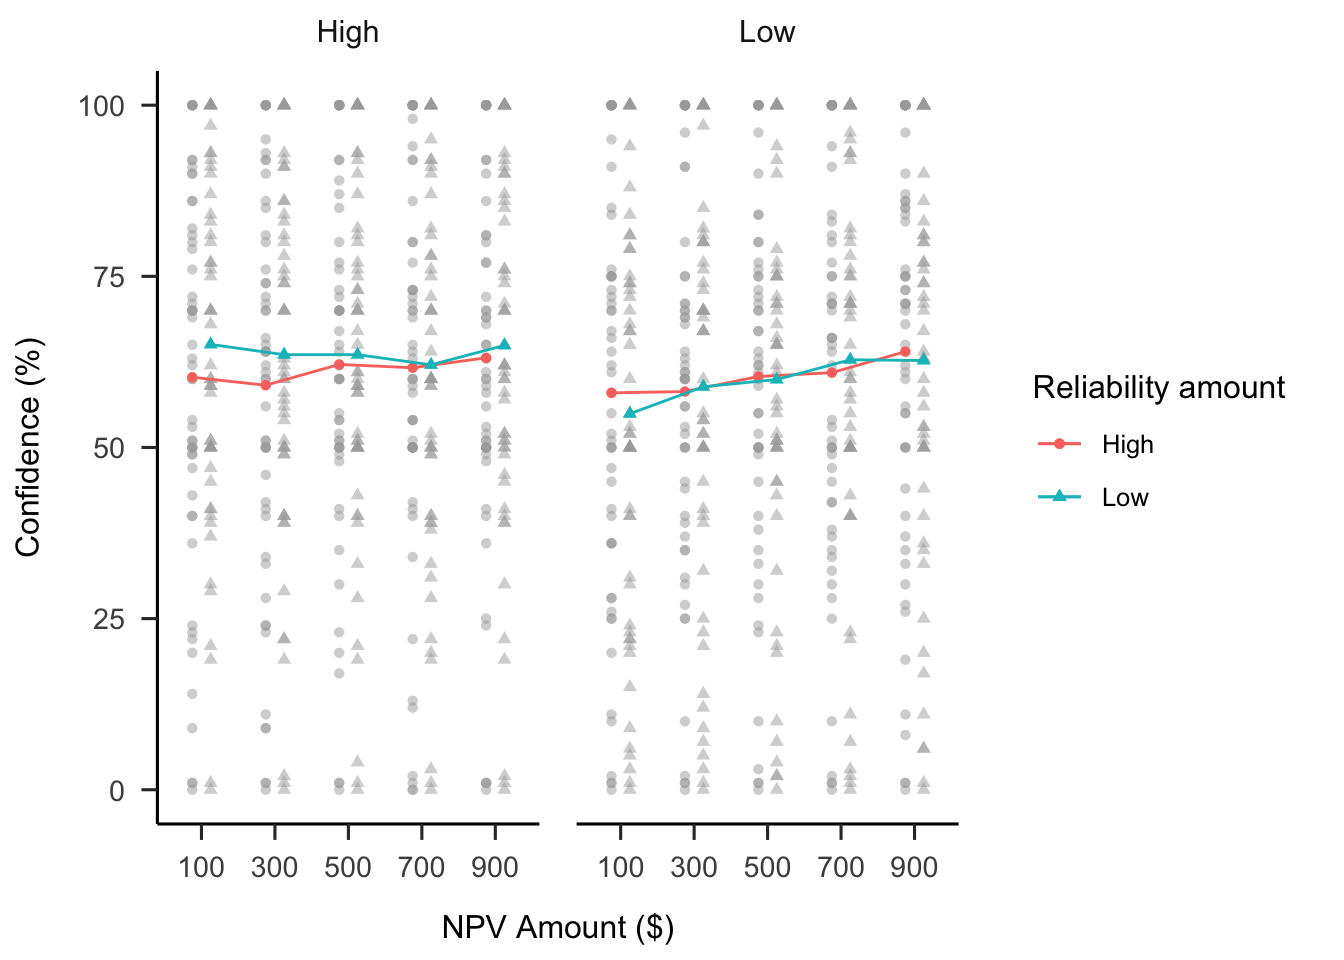 High Low
100
75
50
25
0
Confidence (%)
100 300 500 700 900 100 300 500 700 900
NPV Amount ($)
Reliability amount
High
Low